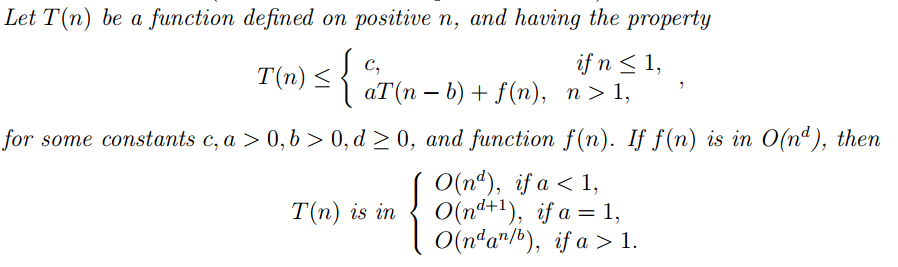 Let T(n) be a function defined on positive n, and having the property
T(n) ≤ { c, if n ≤ 1,
aT(n − b) + f(n), n > 1, ,
for some constants c, a > 0, b > 0, d ≥ 0, and function f(n). If f(n) is in O(n^d), then
T(n) is in { O(n^d), if a < 1,
O(n^{d+1}), if a = 1,
O(n^d a^{n/b}), if a > 1.